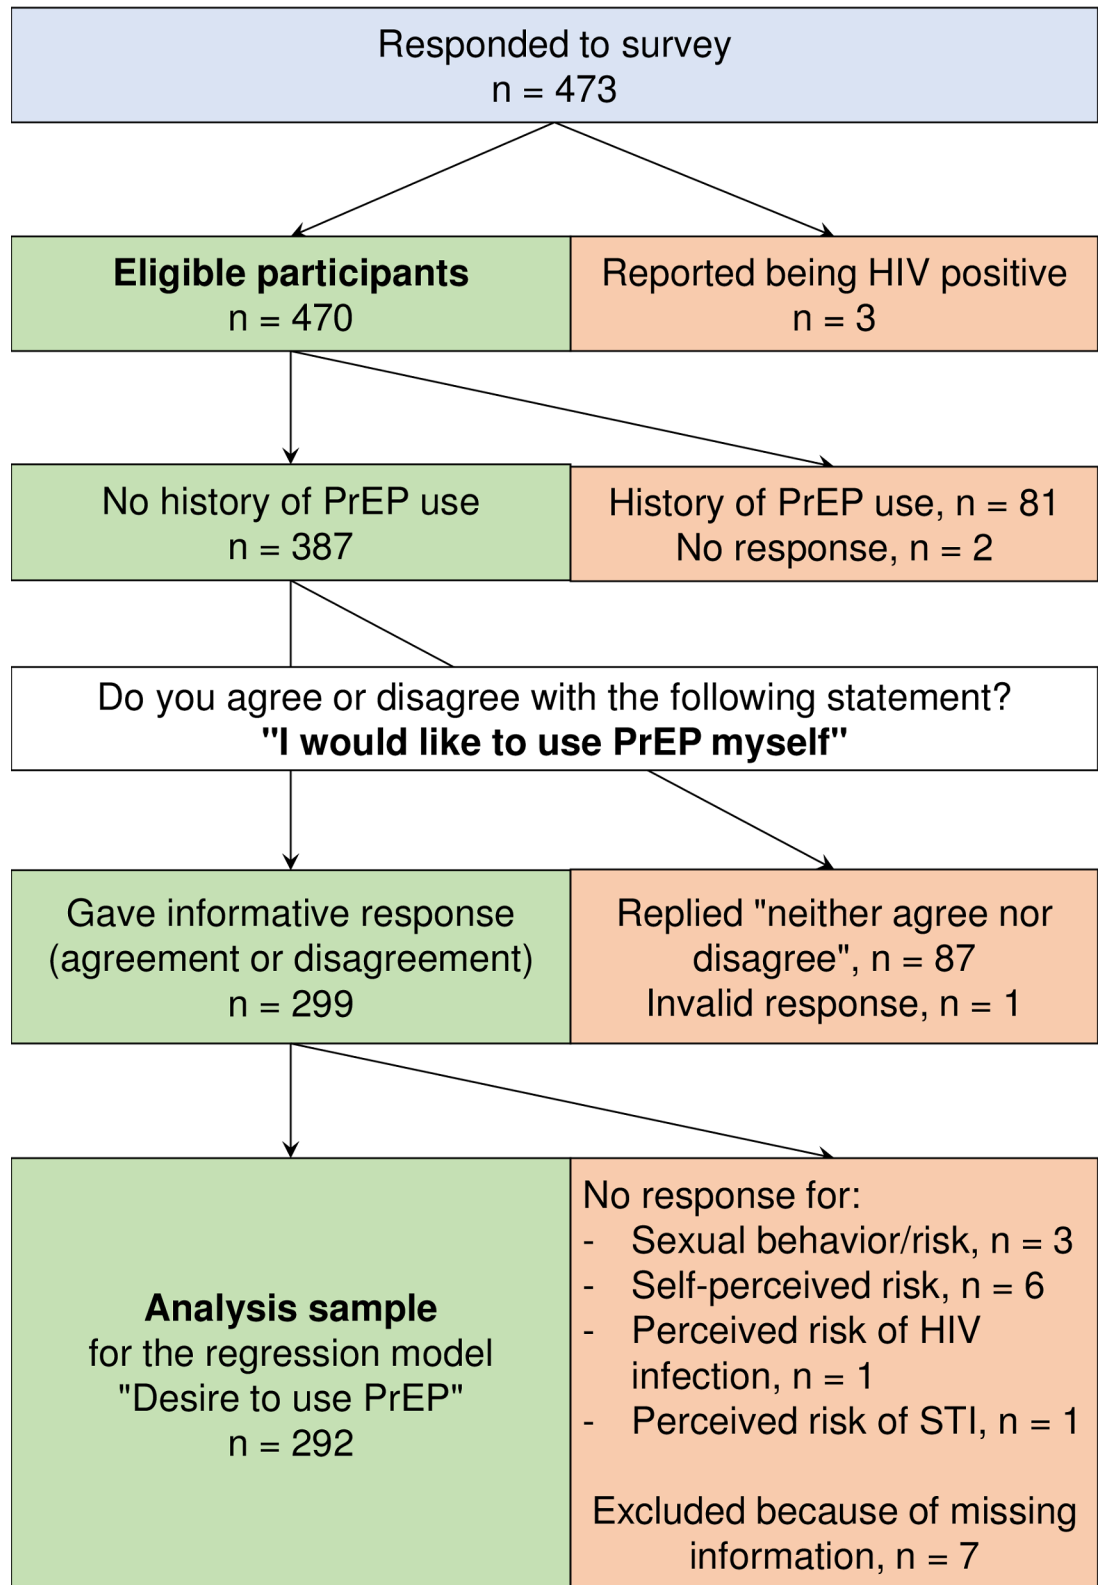 Responded to survey
n = 473
Eligible participants
n = 470
Reported being HIV positive
n = 3
No history of PrEP use
n = 387
History of PrEP use, n = 81
No response, n = 2
Do you agree or disagree with the following statement?
"I would like to use PrEP myself"
Gave informative response
(agreement or disagreement)
n = 299
Replied "neither agree nor
disagree", n = 87
Invalid response, n = 1
Analysis sample
for the regression model
"Desire to use PrEP"
n = 292
No response for:
- Sexual behavior/risk, n = 3
- Self-perceived risk, n = 6
- Perceived risk of HIV
infection, n = 1
- Perceived risk of STI, n = 1
Excluded because of missing
information, n = 7